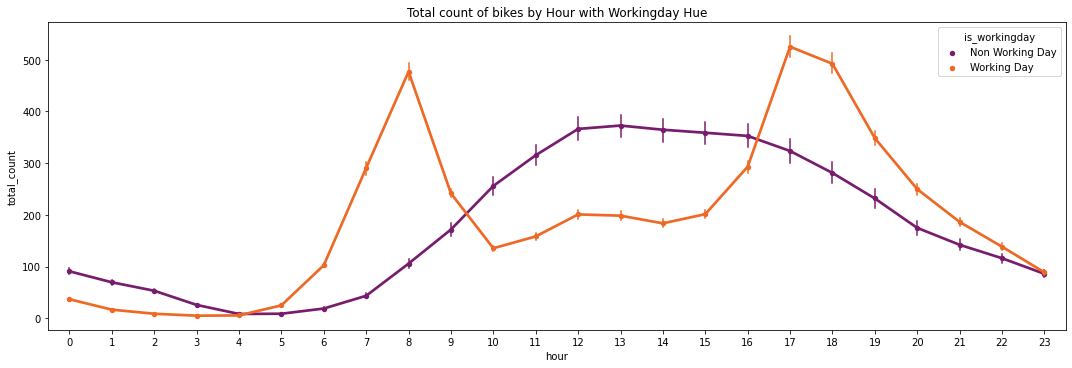 Total count of bikes by Hour with Workingday Hue
is_workingday
Non Working Day
Working Day
total_count
500
400
300
200
100
0
0 1 2 3 4 5 6 7 8 9 10 11 12 13 14 15 16 17 18 19 20 21 22 23
hour